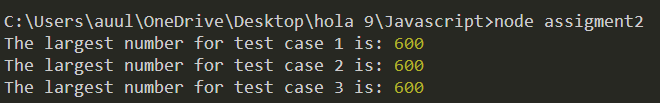 C:\Users\auul\OneDrive\Desktop\hola 9\Javascript>node assigment2
The largest number for test case 1 is: 600
The largest number for test case 2 is: 600
The largest number for test case 3 is: 600